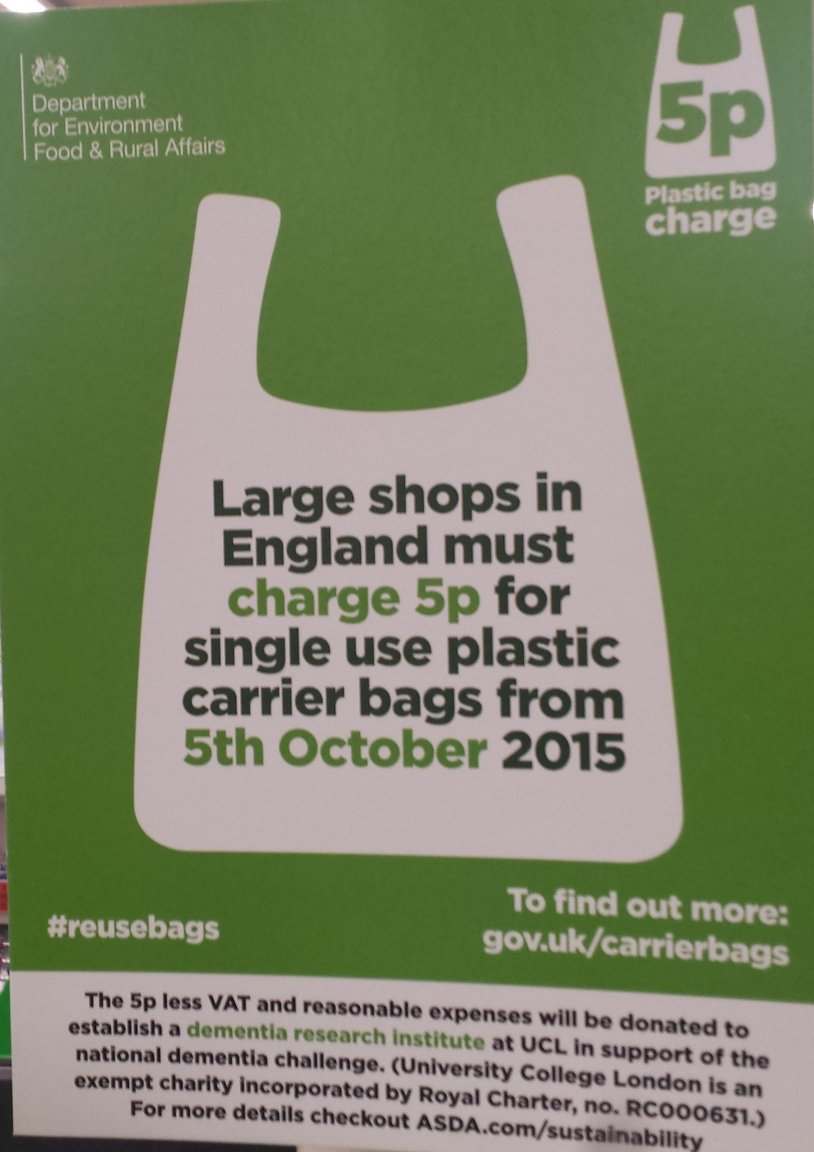 Department
for Environment
Food & Rural Affairs
5p
Plastic bag
charge
Large shops in
England must
charge 5p for
single use plastic
carrier bags from
5th October 2015
#reusebags
To find out more:
gov.uk/carrierbags
The 5p less VAT and reasonable expenses will be donated to
establish a dementia research institute at UCL in support of the
national dementia challenge. (University College London is an
exempt charity incorporated by Royal Charter, no. RC000631.)
For more details checkout ASDA.com/sustainability